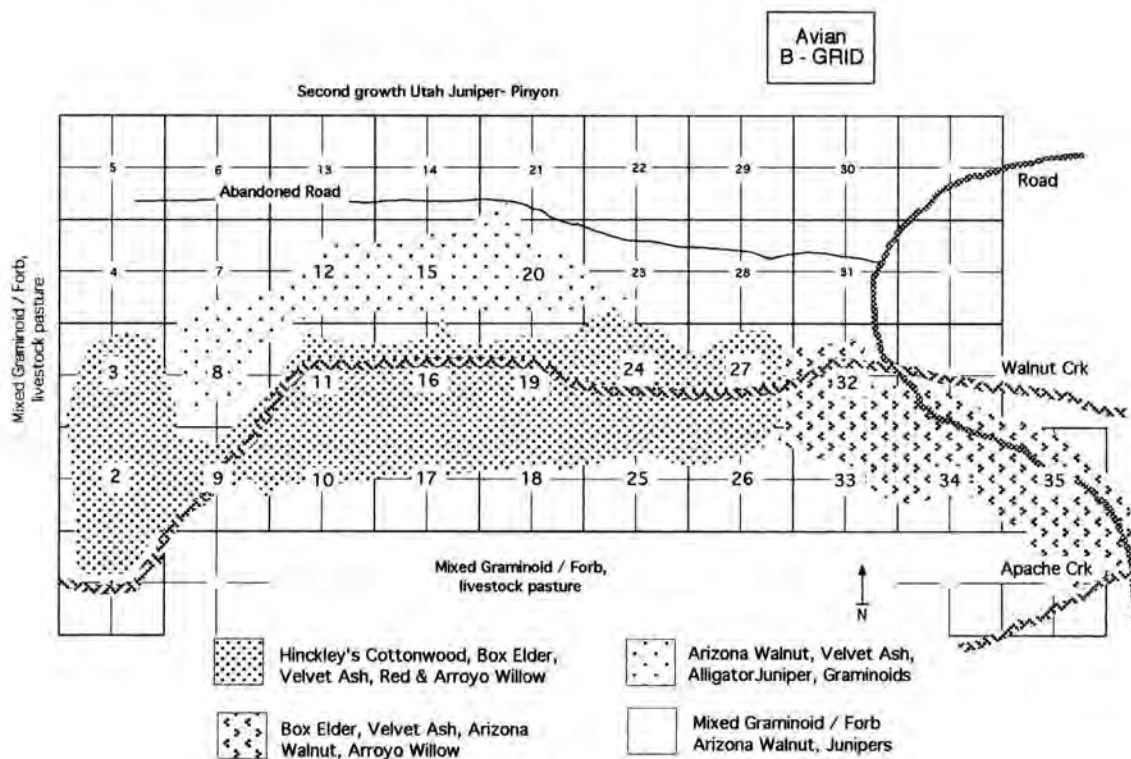 Avian
B - GRID
Second growth Utah Juniper- Pinyon
5 6 13 14 21 22 29 30
Road
Abandoned Road
4 7 12 15 20 23 28 31
Mixed Graminoid / Forb,
livestock pasture
3 8 11 16 19 24 27 32
Walnut Crk
2 9 10 17 18 25 26 33 34 35
Mixed Graminoid / Forb,
livestock pasture
Apache Crk
N
Hinckley's Cottonwood, Box Elder,
Velvet Ash, Red & Arroyo Willow
Arizona Walnut, Velvet Ash,
AlligatorJuniper, Graminoids
Box Elder, Velvet Ash, Arizona
Walnut, Arroyo Willow
Mixed Graminoid / Forb
Arizona Walnut, Junipers